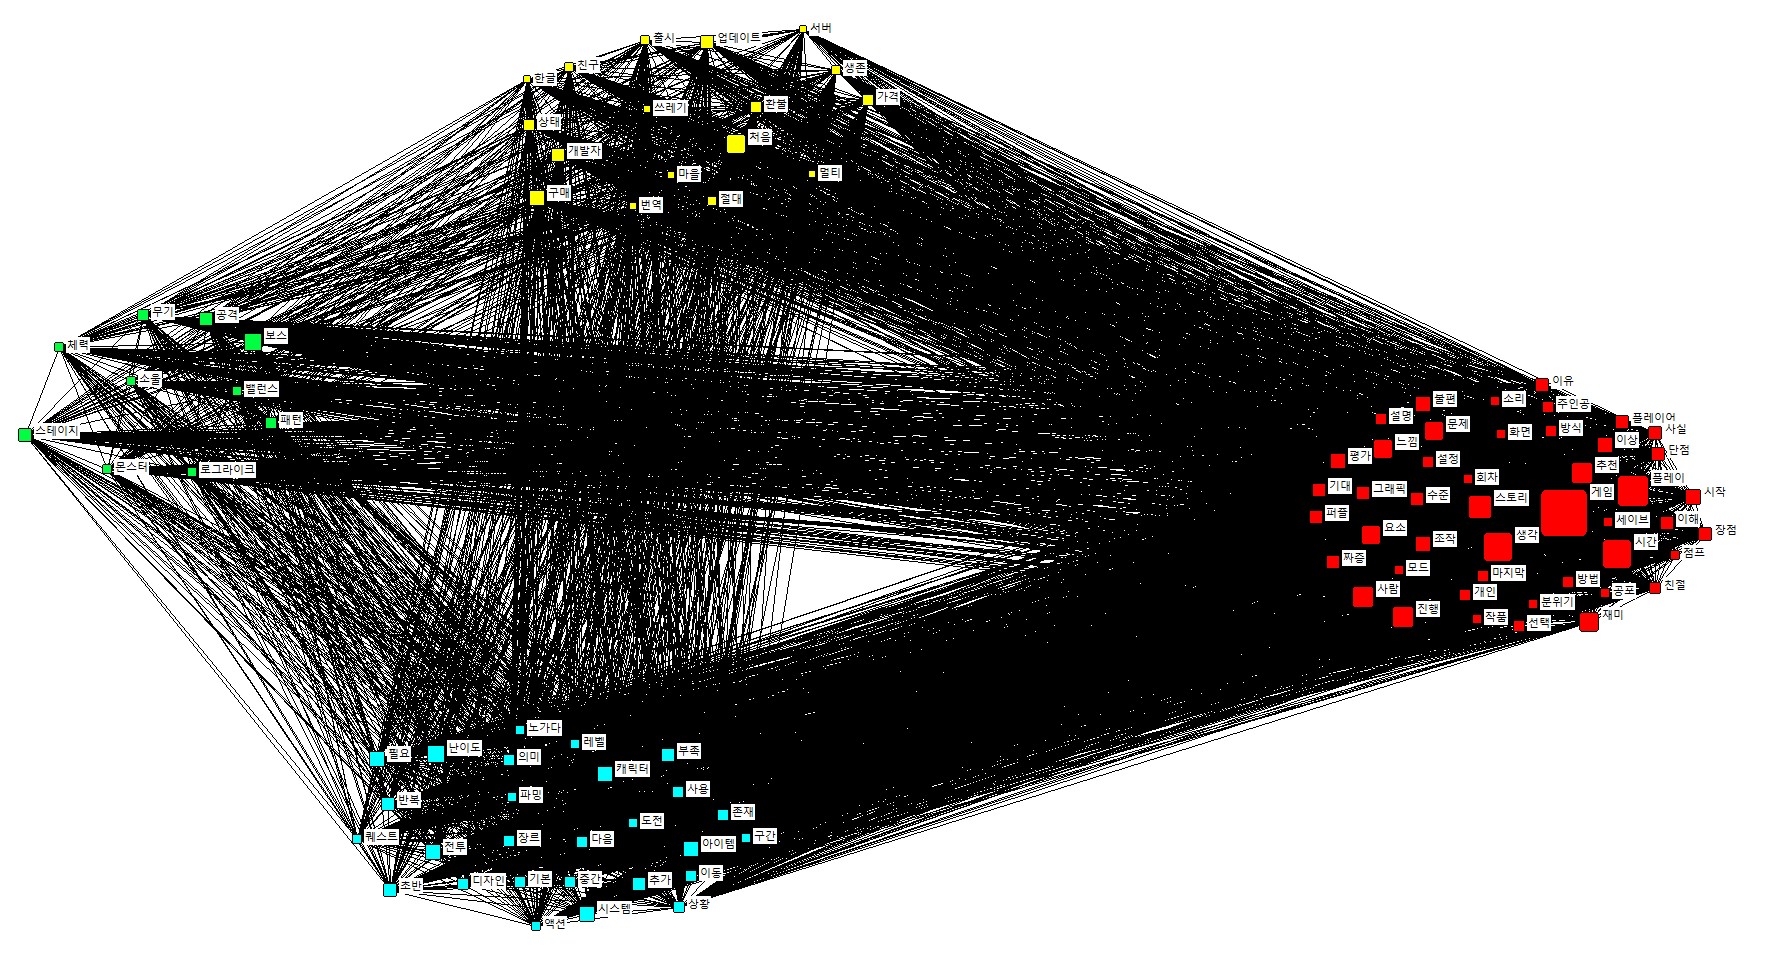 서버
출시
업데이트
친구
생존
한글
가격
쓰레기
환불
상태
처음
개발자
마을
멀티
구매
번역
절대
무기
공격
보스
체력
소울
밸런스
패턴
스테이지
몬스터
로그라이크
이유
불편
소리
주인공
설명
문제
화면
방식
플레이어
사실
느낌
이상
단점
평가
설정
추천
회차
플레이
기대
그래픽
수준
스토리
게임
시작
퍼플
세이브
이해
요소
조작
생각
시간
장점
짜증
점프
모드
마지막
방법
친절
사람
개인
공포
진행
분위기
작품
선택
재미
노가다
레벨
필요
난이도
의미
부족
캐릭터
반복
파밍
사용
도전
존재
퀘스트
장르
다음
구간
전투
아이템
초반
디자인
기본
중간
추가
이동
시스템
상황
액션